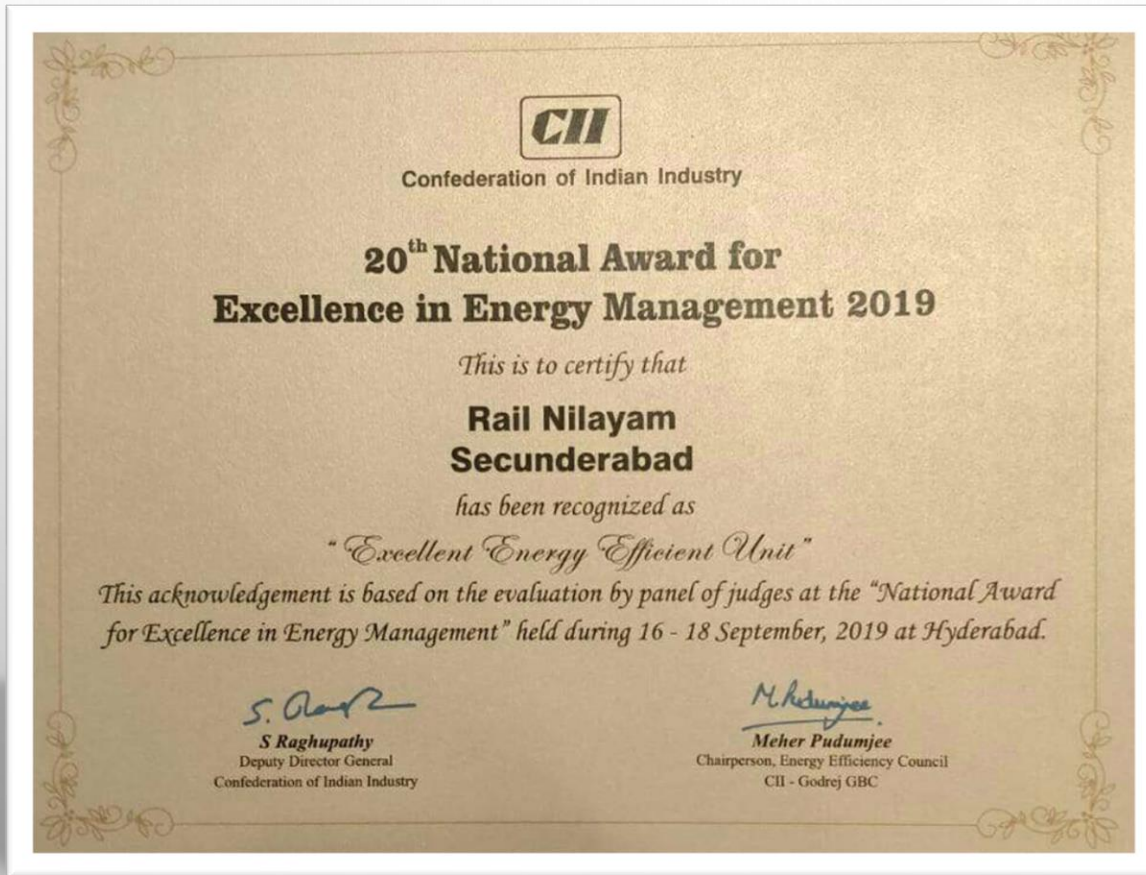 CII
Confederation of Indian Industry
20th National Award for
Excellence in Energy Management 2019
This is to certify that
Rail Nilayam
Secunderabad
has been recognized as
"Excellent Energy Efficient Unit"
This acknowledgement is based on the evaluation by panel of judges at the "National Award
for Excellence in Energy Management" held during 16 - 18 September, 2019 at Hyderabad.
S. Raghupathy
M. Pudumjee
S Raghupathy
Meher Pudumjee
Deputy Director General
Chairperson, Energy Efficiency Council
Confederation of Indian Industry
CII - Godrej GBC